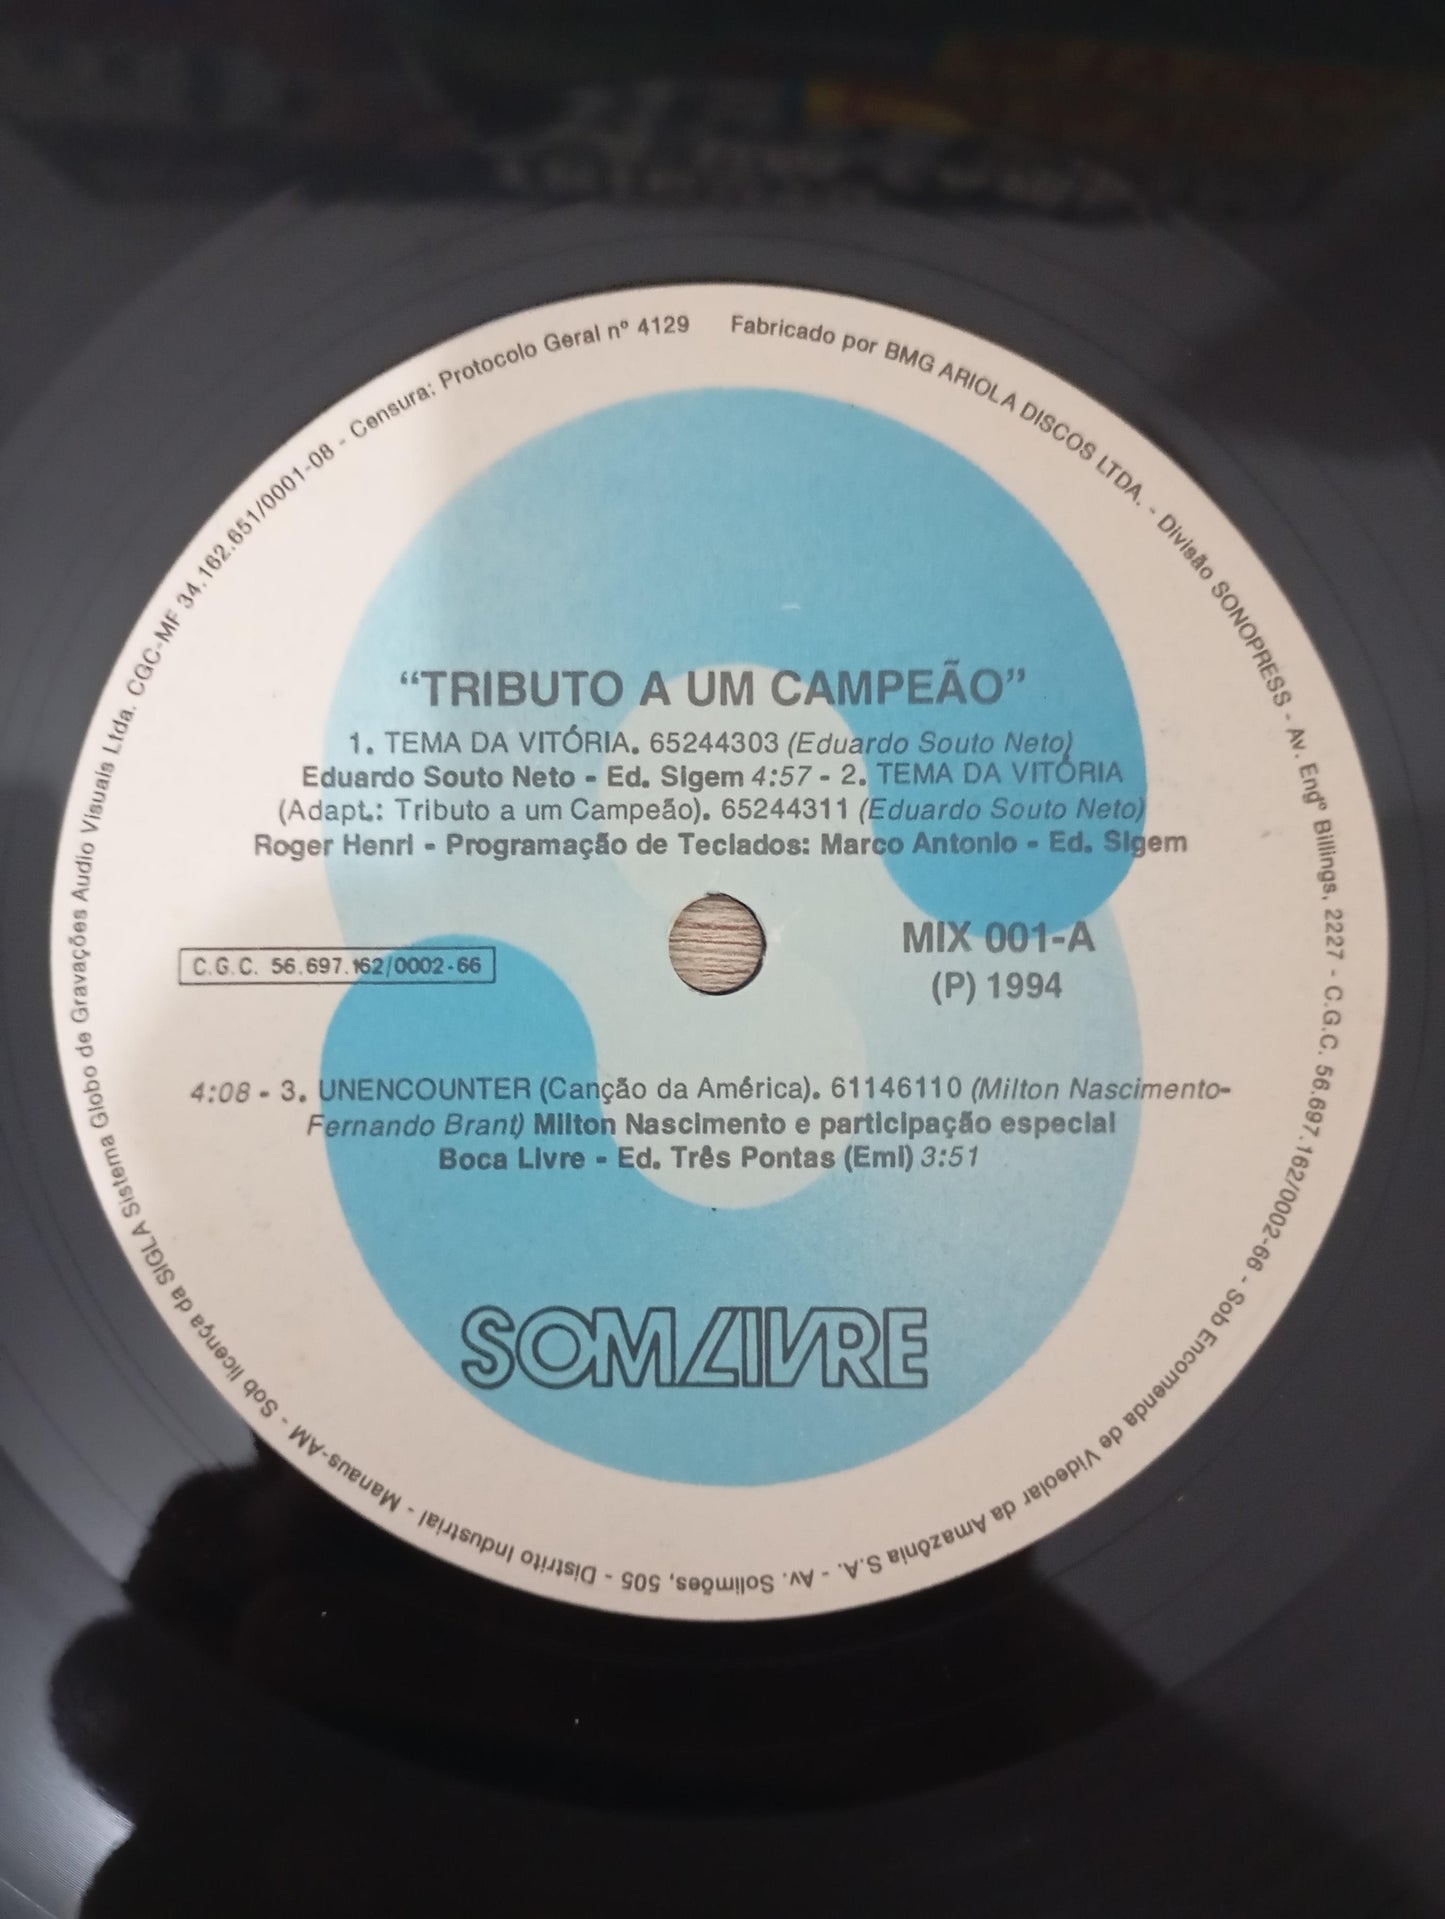 “TRIBUTO A UM CAMPEÃO”
1. TEMA DA VITÓRIA. 65244303 (Eduardo Souto Neto)
Eduardo Souto Neto - Ed. Sigem 4:57 - 2. TEMA DA VITÓRIA
(Adapt.: Tributo a um Campeão). 65244311 (Eduardo Souto Neto)
Roger Henri - Programação de Teclados: Marco Antonio - Ed. Sigem
MIX 001-A
C.G.C. 56.697.162/0002-66
(P) 1994
4:08 - 3. UNENCOUNTER (Canção da América). 61146110 (Milton Nascimento-
Fernando Brant) Milton Nascimento e participação especial
Boca Livre - Ed. Três Pontas (Emi) 3:51
SOM LIVRE
Fabricado por BMG ARIOLA DISCOS LTDA. - Divisão SONOPRESS - Av. Engº Billings, 2227 - C.G.C. 56.697.162/0002-66 - Sob Encomenda de Videolar da Amazônia S.A. - Av. Solimões, 505 - Distrito Industrial - Manaus-AM - Sob licença da SIGLA Sistema Globo de Gravações Audio Visuais Ltda. CGC-MF 34.162.651/0001-08 - Censura: Protocolo Geral nº 4129